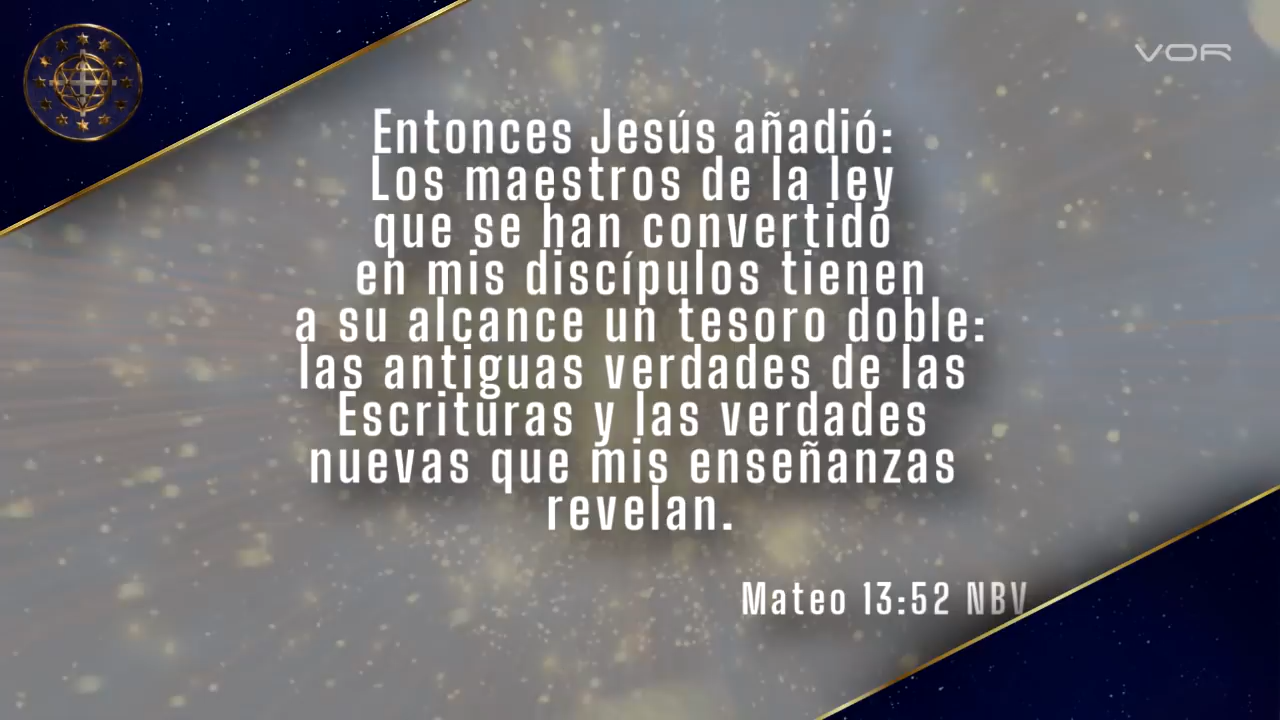 VOR
Entonces Jesús añadió:
Los maestros de la ley
que se han convertido
en mis discípulos tienen
a su alcance un tesoro doble:
las antiguas verdades de las
Escrituras y las verdades
nuevas que mis enseñanzas
revelan.
Mateo 13:52 NBV